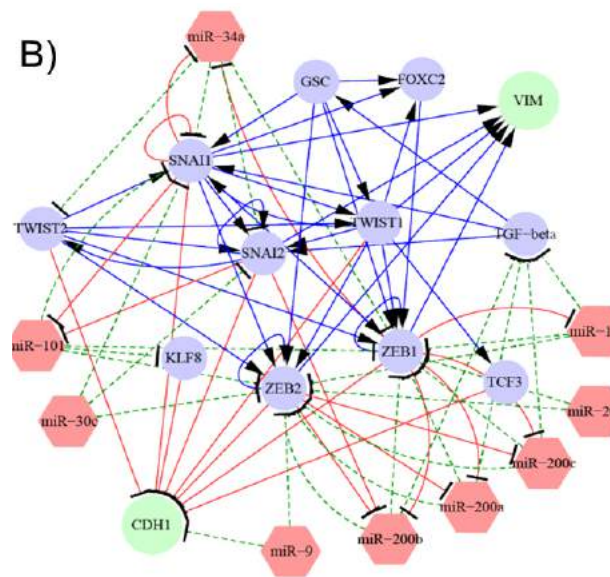 B)
miR-34a
GSC
FOXC2
VIM
SNAI1
TWIST2
TWIST1
TGF-beta
SNAI2
miR-101
KLF8
ZEB1
ZEB2
TCF3
miR-30c
miR-200c
miR-200a
CDH1
miR-9
miR-200b